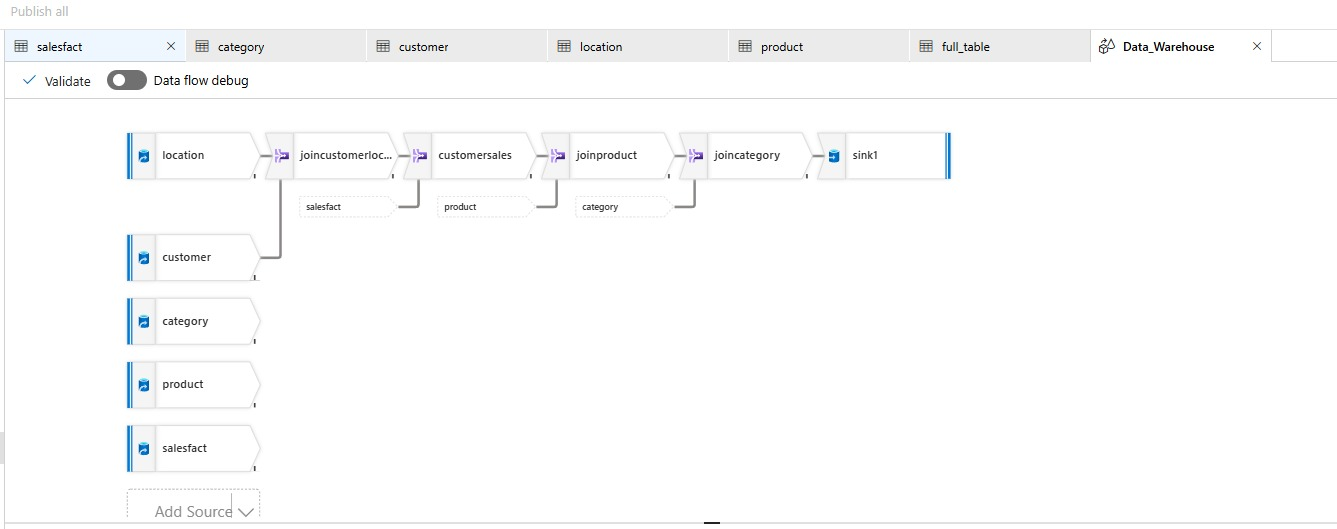 Publish all
salesfact category customer location product full_table Data_Warehouse
Validate Data flow debug
location joincustomerloc... customersales joinproduct joincategory sink1
salesfact product category
customer
category
product
salesfact
Add Source